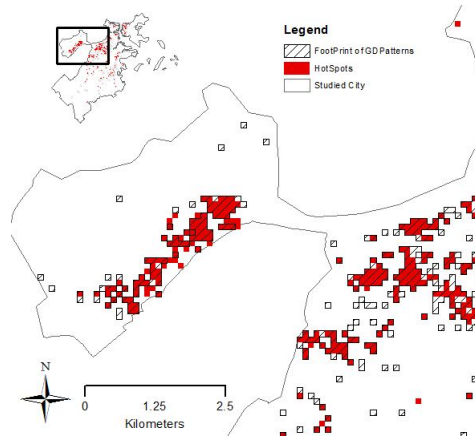 Legend
FootPrint of GD Patterns
HotSpots
Studied City
N
0 1.25 2.5
Kilometers